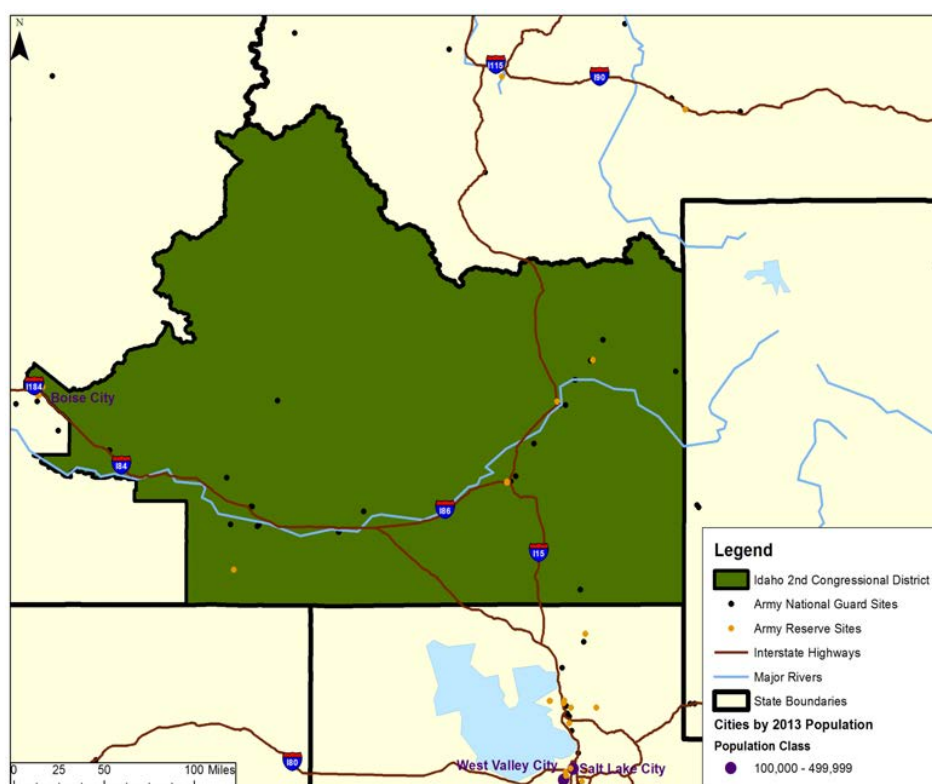 N
I115
I90
I184
Boise City
I84
I86
I15
Legend
Idaho 2nd Congressional District
Army National Guard Sites
Army Reserve Sites
Interstate Highways
Major Rivers
State Boundaries
Cities by 2013 Population
Population Class
100,000 - 499,999
I80
West Valley City
Salt Lake City
0 25 50 100 Miles